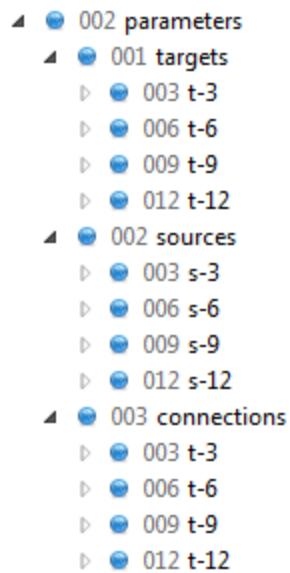 002 parameters
001 targets
003 t-3
006 t-6
009 t-9
012 t-12
002 sources
003 s-3
006 s-6
009 s-9
012 s-12
003 connections
003 t-3
006 t-6
009 t-9
012 t-12